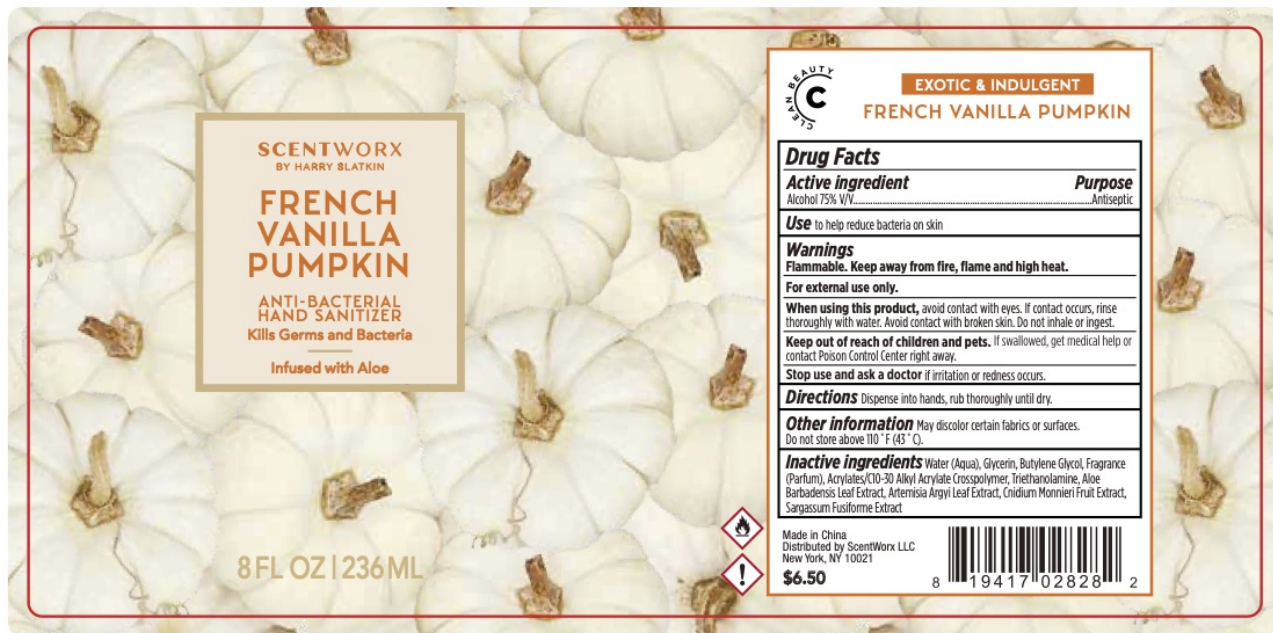 SCENTWORX
BY HARRY SLATKIN
FRENCH
VANILLA
PUMPKIN
ANTI-BACTERIAL
HAND SANITIZER
Kills Germs and Bacteria
Infused with Aloe
8 FL OZ | 236 ML
CLEAN BEAUTY
C
EXOTIC & INDULGENT
FRENCH VANILLA PUMPKIN
Drug Facts
Active ingredient Purpose
Alcohol 75% V/V....Antiseptic
Use to help reduce bacteria on skin
Warnings
Flammable. Keep away from fire, flame and high heat.
For external use only.
When using this product, avoid contact with eyes. If contact occurs, rinse
thoroughly with water. Avoid contact with broken skin. Do not inhale or ingest.
Keep out of reach of children and pets. If swallowed, get medical help or
contact Poison Control Center right away.
Stop use and ask a doctor if irritation or redness occurs.
Directions Dispense into hands, rub thoroughly until dry.
Other information May discolor certain fabrics or surfaces.
Do not store above 110 ˚F (43 ˚C).
Inactive ingredients Water (Aqua), Glycerin, Butylene Glycol, Fragrance
(Parfum), Acrylates/C10-30 Alkyl Acrylate Crosspolymer, Triethanolamine, Aloe
Barbadensis Leaf Extract, Artemisia Argyi Leaf Extract, Cnidium Monnieri Fruit Extract,
Sargassum Fusiforme Extract
Made in China
Distributed by ScentWorx LLC
New York, NY 10021
$6.50
8 19417 02828 2